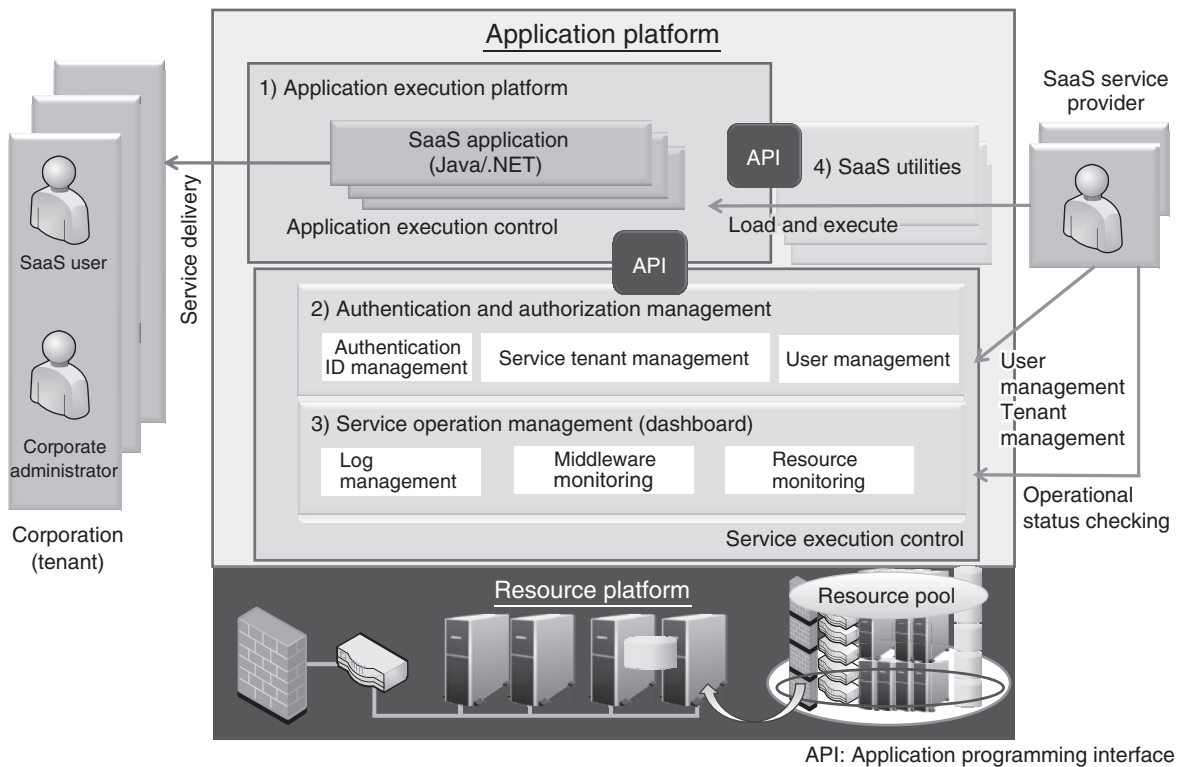 Application platform
1) Application execution platform
SaaS application
(Java/.NET)
Application execution control
API
4) SaaS utilities
Load and execute
SaaS service
provider
Service delivery
SaaS user
Corporate
administrator
Corporation
(tenant)
API
2) Authentication and authorization management
Authentication
ID management
Service tenant management
User management
3) Service operation management (dashboard)
Log
management
Middleware
monitoring
Resource
monitoring
Service execution control
User
management
Tenant
management
Operational
status checking
Resource platform
Resource pool
API: Application programming interface